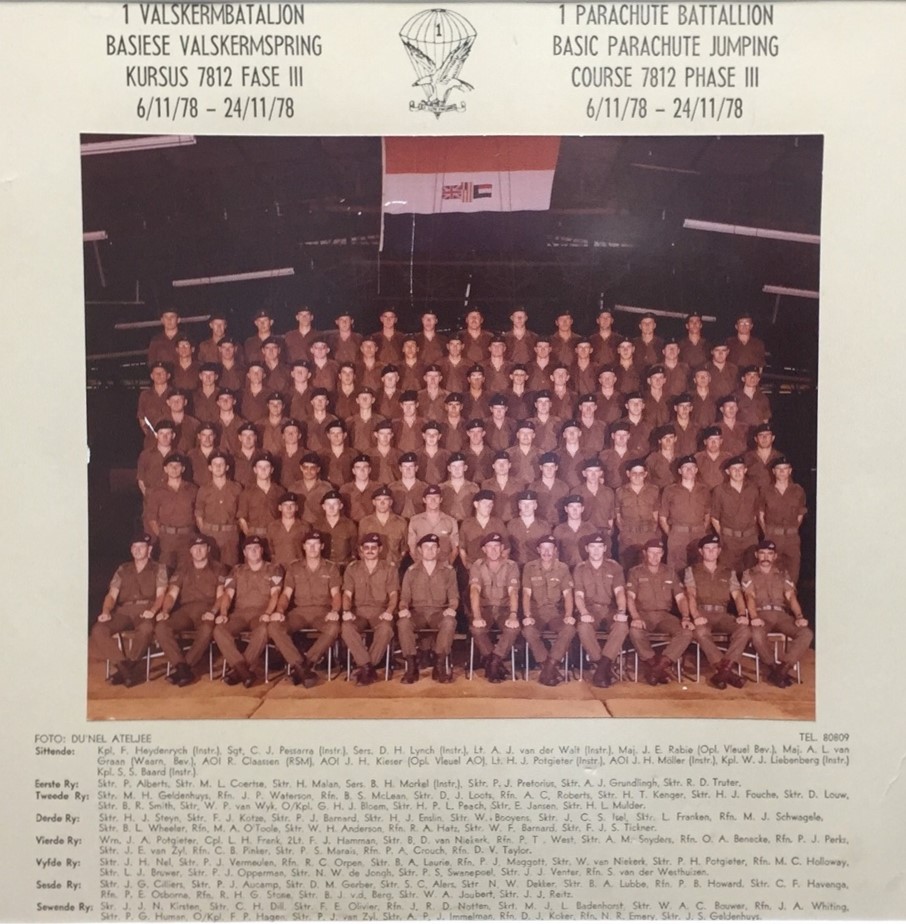 1 VALSKERMBATALJON
BASIESE VALSKERMSPRING
KURSUS 7812 FASE III
6/11/78 – 24/11/78
1
1 PARACHUTE BATTALLION
BASIC PARACHUTE JUMPING
COURSE 7812 PHASE III
6/11/78 – 24/11/78
FOTO: DU'NEL ATELJEE
TEL. 80809
Sittende: Kpl. F. Heydenrych (Instr.), Sgt. C. J. Pessarra (Instr.), Sers. D. H. Lynch (Instr.), Lt. A. J. van der Walt (Instr.), Maj. J. E. Rabie (Opl. Vleuel Bev.), Maj. A. L. van
Graan (Waarn. Bev.), AOI R. Claassen (RSM), AOI J. H. Kieser (Opl. Vleuel AO), Lt. H. J. Potgieter (Instr.), AOI J. H. Möller (Instr.), Kpl. W. J. Liebenberg (Instr.)
Kpl. S. S. Baard (Instr.)
Eerste Ry: Sktr. P. Alberts, Sktr. M. L. Coertse, Sktr. H. Malan, Sers. B. H. Morkel (Instr.), Sktr. P. J. Pretorius, Sktr. A. J. Grundlingh, Sktr. R. D. Truter.
Tweede Ry: Sktr. M. H. Geldenhuys, Rfn. J. P. Waterson, Rfn. B. S. McLean, Sktr. D. J. Loots, Rfn. A. C. Roberts, Sktr. H. T. Kenger, Sktr. H. J. Fouche, Sktr. D. Louw,
Sktr. B. R. Smith, Sktr. W. P. van Wyk, O/Kpl. G. H. J. Bloem, Sktr. H. P. L. Peach, Sktr. E. Jansen, Sktr. H. L. Mulder.
Derde Ry: Sktr. H. J. Steyn, Sktr. F. J. Kotze, Sktr. P. J. Barnard, Sktr. H. J. Enslin, Sktr. W. Booyens, Sktr. J. C. S. Izel, Sktr. L. Franken, Rfn. M. J. Schwagele,
Sktr. B. L. Wheeler, Rfn. M. A. O'Toole, Sktr. W. H. Anderson, Rfn. R. A. Hatz, Sktr. W. F. Barnard, Sktr. F. J. S. Tickner.
Vierde Ry: Wrn. J. A. Potgieter, Cpl. L. H. Frank, 2Lt. F. J. Hamman, Sktr. B. D. van Niekerk, Rfn. P. T. West, Sktr. A. M. Snyders, Rfn. O. A. Benecke, Rfn. P. J. Perks,
Sktr. J. E. van Zyl, Rfn. C. B. Pinker, Sktr. P. S. Marais, Rfn. P. A. Crouch, Rfn. D. V. Taylor.
Vyfde Ry: Sktr. J. H. Nel, Sktr. P. J. Vermeulen, Rfn. R. C. Orpen, Sktr. B. A. Laurie, Rfn. P. J. Maggott, Sktr. W. van Niekerk, Sktr. P. H. Potgieter, Rfn. M. C. Holloway,
Sktr. L. J. Bruwer, Sktr. P. J. Opperman, Sktr. N. W. de Jongh, Sktr. P. S. Swanepoel, Sktr. J. J. Venter, Rfn. S. van der Westhuizen.
Sesde Ry: Sktr. J. G. Cilliers, Sktr. P. J. Aucamp, Sktr. D. M. Gerber, Sktr. S. C. Alers, Sktr. N. W. Dekker, Sktr. B. A. Lubbe, Rfn. P. B. Howard, Sktr. C. F. Havenga,
Rfn. P. E. Osborne, Rfn. R. H. G. Stone, Sktr. B. J. v.d. Berg, Sktr. W. A. Joubert, Sktr. J. J. Reitz.
Sewende Ry: Skr. J. J. N. Kirsten, Sktr. C. H. Dill, Sktr. F. E. Olivier, Rfn. J. R. D. Notten, Skrt. M. J. L. Badenhorst, Sktr. W. A. C. Bouwer, Rfn. J. A. Whiting,
Sktr. P. G. Human, O/Kpl. F. P. Hagen, Sktr. P. J. van Zyl, Sktr. A. P. J. Immelman, Rfn. D. J. Koker, Rfn. N. R. Emery, Sktr. J. S. Geldenhuys.